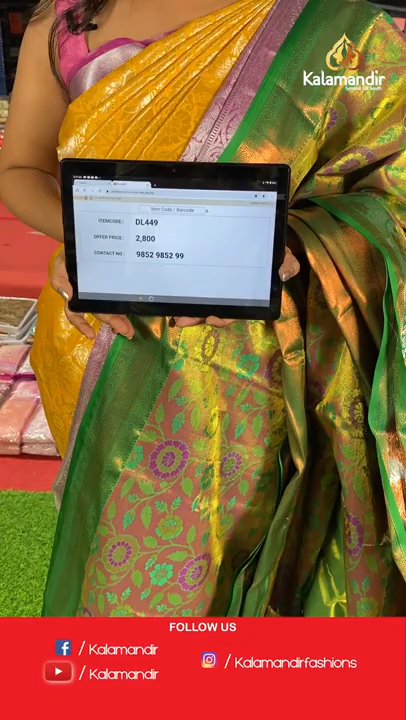 Kalamandir
Item Code / Barcode
ITEMCODE : DL449
OFFER PRICE : 2,800
CONTACT NO : 9852 9852 99
FOLLOW US
/ Kalamandir
/ Kalamandirfashions
/ Kalamandir